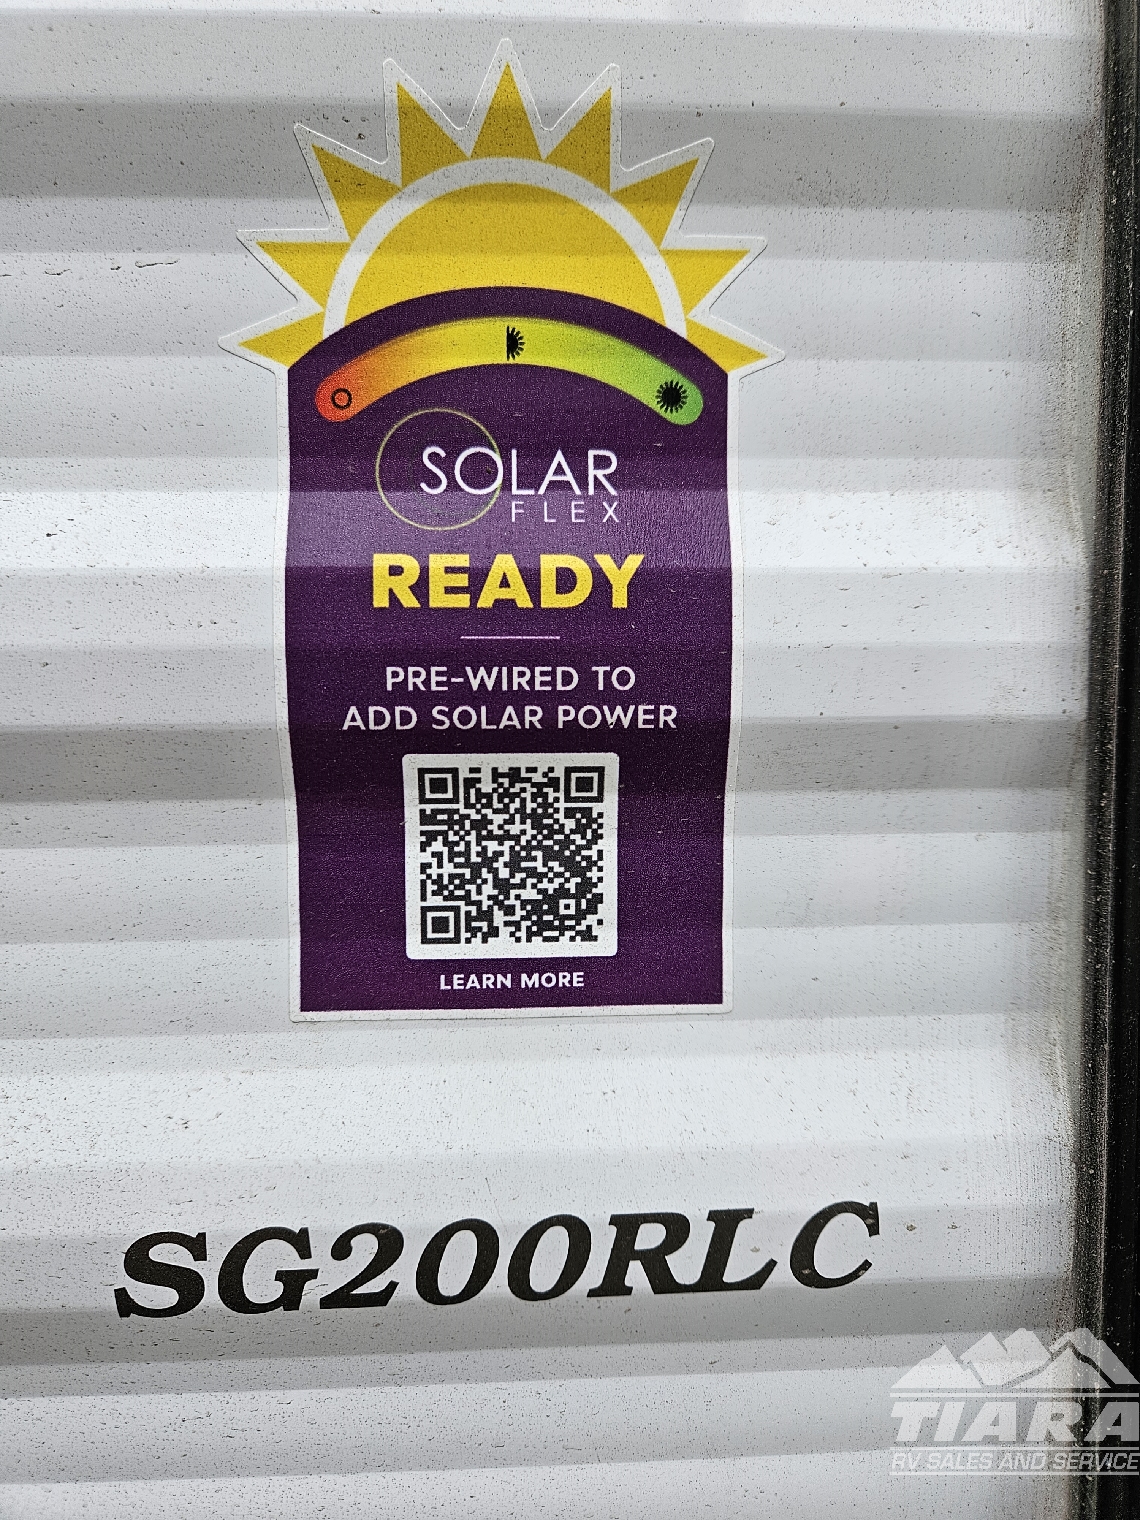 SOLAR
FLEX
READY
PRE-WIRED TO
ADD SOLAR POWER
LEARN MORE
SG200RLC
TIARA
RV SALES AND SERVICE